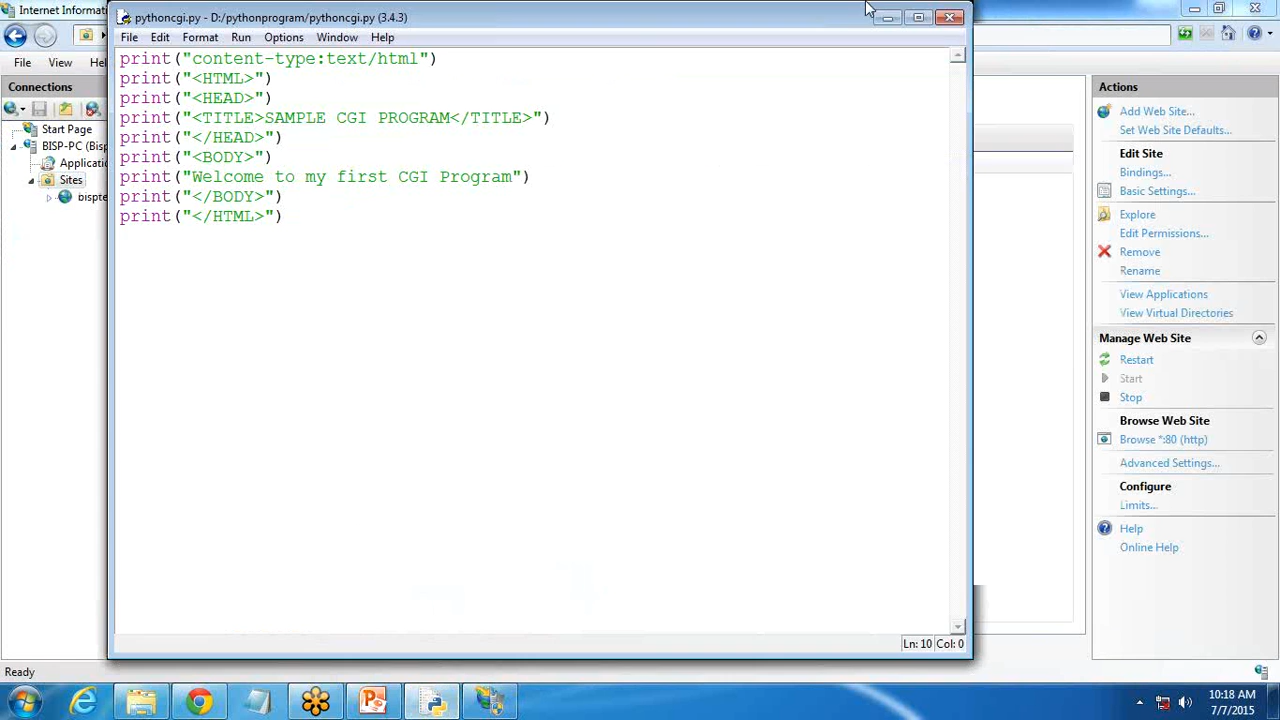 Internet Informati
pythoncgi.py - D:/pythonprogram/pythoncgi.py (3.4.3)
File Edit Format Run Options Window Help
File View Hel
Connections
Start Page
BISP-PC (Bisp
Applicatio
Sites
bispte
print("content-type:text/html")
print("<HTML>")
print("<HEAD>")
print("<TITLE>SAMPLE CGI PROGRAM</TITLE>")
print("</HEAD>")
print("<BODY>")
print("Welcome to my first CGI Program")
print("</BODY>")
print("</HTML>")
Ln: 10 Col: 0
Actions
Add Web Site...
Set Web Site Defaults...
Edit Site
Bindings...
Basic Settings...
Explore
Edit Permissions...
Remove
Rename
View Applications
View Virtual Directories
Manage Web Site
Restart
Start
Stop
Browse Web Site
Browse *:80 (http)
Advanced Settings...
Configure
Limits...
Help
Online Help
Ready
10:18 AM
7/7/2015